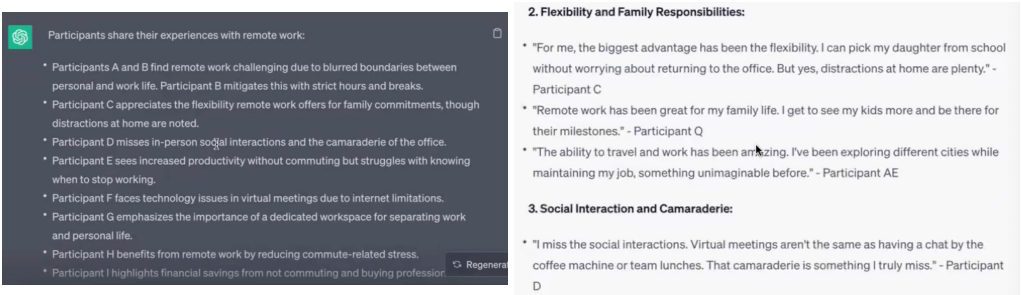 Participants share their experiences with remote work:
• Participants A and B find remote work challenging due to blurred boundaries between
personal and work life. Participant B mitigates this with strict hours and breaks.
• Participant C appreciates the flexibility remote work offers for family commitments, though
distractions at home are noted.
• Participant D misses in-person social interactions and the camaraderie of the office.
• Participant E sees increased productivity without commuting but struggles with knowing
when to stop working.
• Participant F faces technology issues in virtual meetings due to internet limitations.
• Participant G emphasizes the importance of a dedicated workspace for separating work
and personal life.
• Participant H benefits from remote work by reducing commute-related stress.
• Participant I highlights financial savings from not commuting and buying profession
Regenerat
2. Flexibility and Family Responsibilities:
• "For me, the biggest advantage has been the flexibility. I can pick my daughter from school
without worrying about returning to the office. But yes, distractions at home are plenty." -
Participant C
• "Remote work has been great for my family life. I get to see my kids more and be there for
their milestones." - Participant Q
• "The ability to travel and work has been amazing. I've been exploring different cities while
maintaining my job, something unimaginable before." - Participant AE
3. Social Interaction and Camaraderie:
• "I miss the social interactions. Virtual meetings aren't the same as having a chat by the
coffee machine or team lunches. That camaraderie is something I truly miss." - Participant
D